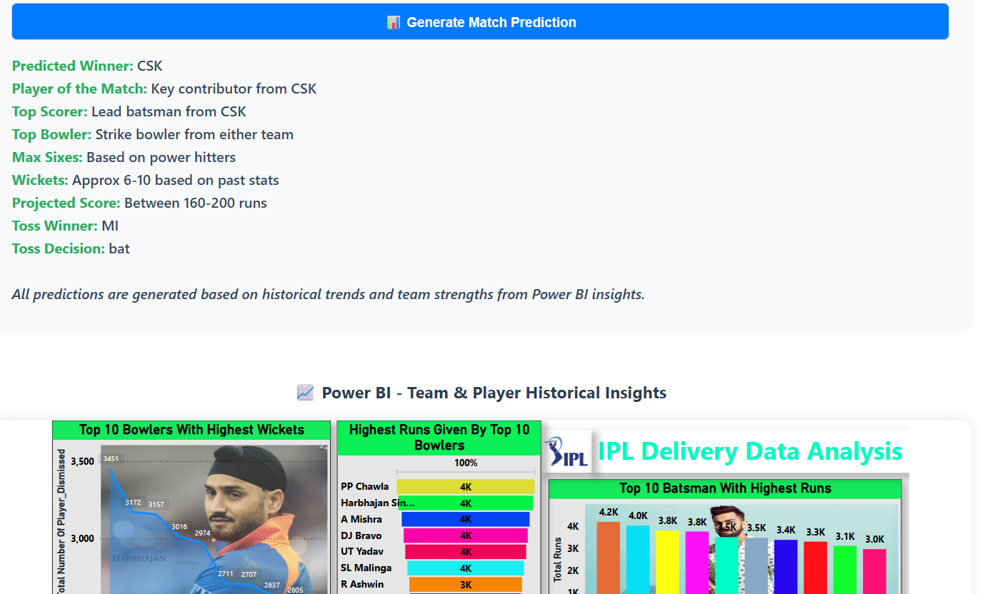 Generate Match Prediction
Predicted Winner: CSK
Player of the Match: Key contributor from CSK
Top Scorer: Lead batsman from CSK
Top Bowler: Strike bowler from either team
Max Sixes: Based on power hitters
Wickets: Approx 6-10 based on past stats
Projected Score: Between 160-200 runs
Toss Winner: MI
Toss Decision: bat
All predictions are generated based on historical trends and team strengths from Power BI insights.
Power BI - Team & Player Historical Insights
Top 10 Bowlers With Highest Wickets
3,500
3,000
3451
3172
3157
3016
2974
2711
2707
2637
2605
HARBHAJAN
Highest Runs Given By Top 10
Bowlers
100%
PP Chawla 4K
Harbhajan Sin... 4K
A Mishra 4K
DJ Bravo 4K
UT Yadav 4K
SL Malinga 4K
R Ashwin 3K
IPL
IPL Delivery Data Analysis
Top 10 Batsman With Highest Runs
Total Runs
4K
3K
2K
1K
4.2K
4.0K
3.8K
3.8K
3.5K
3.5K
3.4K
3.3K
3.1K
3.0K